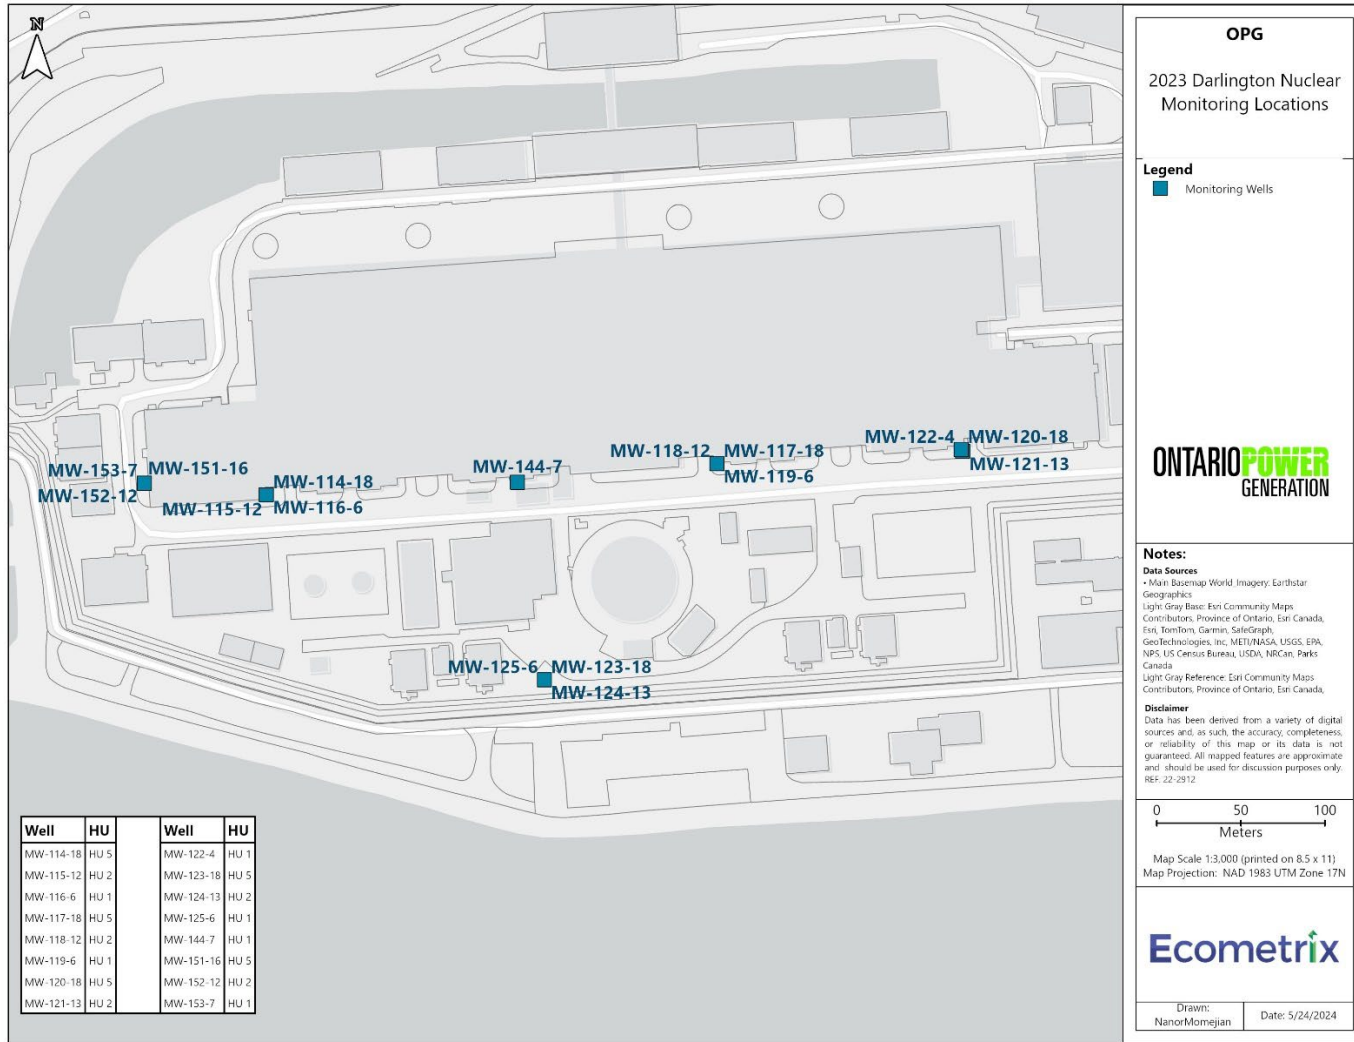 N
MW-153-7
MW-151-16
MW-152-12
MW-114-18
MW-115-12
MW-116-6
MW-144-7
MW-118-12
MW-117-18
MW-119-6
MW-122-4
MW-120-18
MW-121-13
MW-125-6
MW-123-18
MW-124-13
Well HU Well HU
MW-114-18 HU 5 MW-122-4 HU 1
MW-115-12 HU 2 MW-123-18 HU 5
MW-116-6 HU 1 MW-124-13 HU 2
MW-117-18 HU 5 MW-125-6 HU 1
MW-118-12 HU 2 MW-144-7 HU 1
MW-119-6 HU 1 MW-151-16 HU 5
MW-120-18 HU 5 MW-152-12 HU 2
MW-121-13 HU 2 MW-153-7 HU 1
OPG
2023 Darlington Nuclear
Monitoring Locations
Legend
Monitoring Wells
ONTARIOPOWER
GENERATION
Notes:
Data Sources
• Main Basemap World_Imagery: Earthstar
Geographics
Light Gray Base: Esri Community Maps
Contributors, Province of Ontario, Esri Canada,
Esri, TomTom, Garmin, SafeGraph,
GeoTechnologies, Inc, METI/NASA, USGS, EPA,
NPS, US Census Bureau, USDA, NRCan, Parks
Canada
Light Gray Reference: Esri Community Maps
Contributors, Province of Ontario, Esri Canada,
Disclaimer
Data has been derived from a variety of digital
sources and, as such, the accuracy, completeness,
or reliability of this map or its data is not
guaranteed. All mapped features are approximate
and should be used for discussion purposes only.
REF: 22-2912
0 50 100
Meters
Map Scale 1:3,000 (printed on 8.5 x 11)
Map Projection: NAD 1983 UTM Zone 17N
Ecometrix
Drawn:
NanorMomejian
Date: 5/24/2024